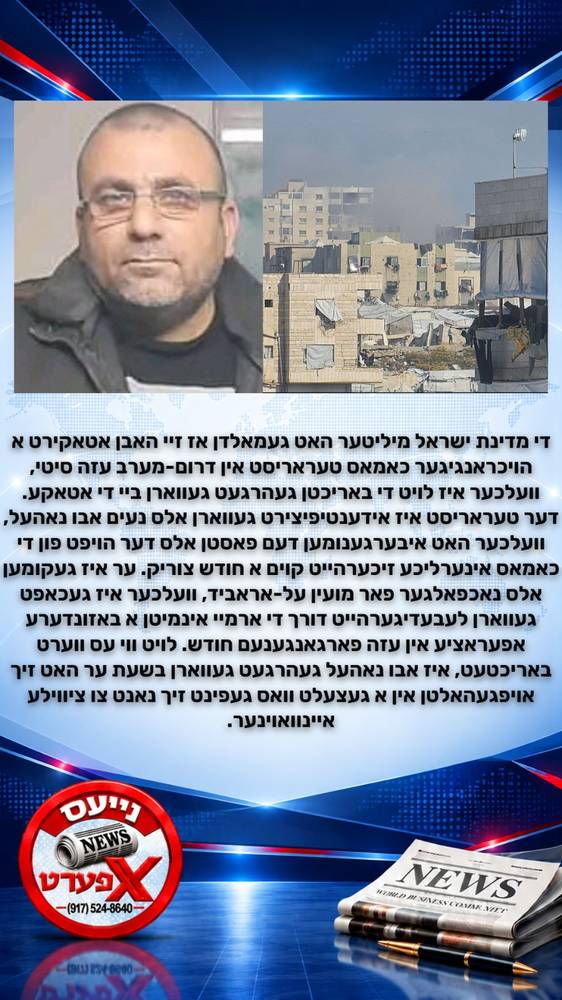 די מדינת ישראל מיליטער האט געמאלדן אז זיי האבן אטאקירט א
הויכראנגיגער כאמאס טעראריסט אין דרום-מערב עזה סיטי,
וועלכער איז לויט די באריכטן געהרגעט געווארן ביי די אטאקע.
דער טעראריסט איז אידענטיפיצירט געווארן אלס נעים אבו נאהעל,
וועלכער האט איבערגענומען דעם פאסטן אלס דער הויפט פון די
כאמאס אינערליכע זיכערהייט קוים א חודש צוריק. ער איז געקומען
אלס נאכפאלגער פאר מועין על-אראביד, וועלכער איז געכאפט
געווארן לעבעדיגערהייט דורך די ארמיי אינמיטן א באזונדערע
אפעראציע אין עזה פארגאנגענעם חודש. לויט ווי עס ווערט
באריכטעט, איז אבו נאהעל געהרגעט געווארן בשעת ער האט זיך
אויפגעהאלטן אין א געצעלט וואס געפינט זיך נאנט צו ציווילע
איינוואוינער.
נייעס
NEWS
Xפערט
(917) 524-8640
NEWS